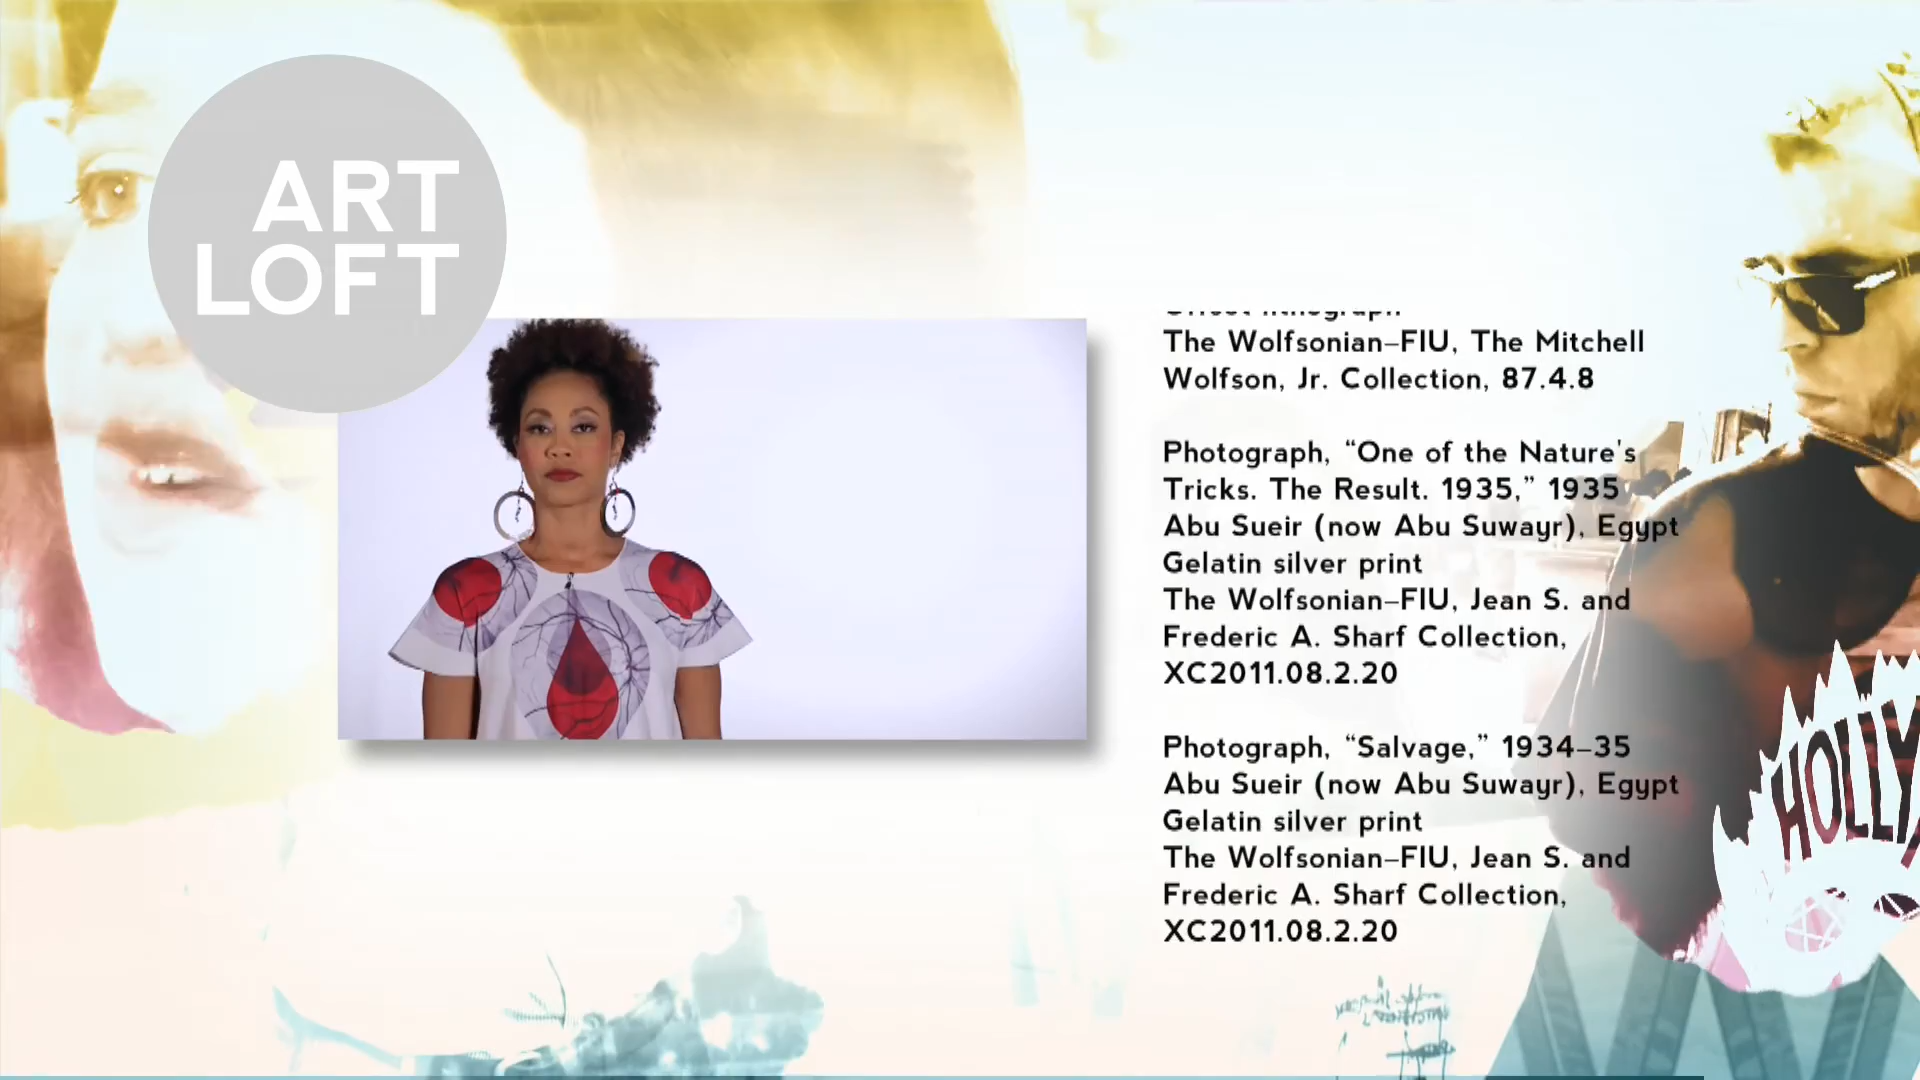 ART
LOFT
The Wolfsonian–FIU, The Mitchell
Wolfson, Jr. Collection, 87.4.8
Photograph, “One of the Nature's
Tricks. The Result. 1935,” 1935
Abu Sueir (now Abu Suwayr), Egypt
Gelatin silver print
The Wolfsonian–FIU, Jean S. and
Frederic A. Sharf Collection,
XC2011.08.2.20
Photograph, “Salvage,” 1934–35
Abu Sueir (now Abu Suwayr), Egypt
Gelatin silver print
The Wolfsonian–FIU, Jean S. and
Frederic A. Sharf Collection,
XC2011.08.2.20
HOLLY